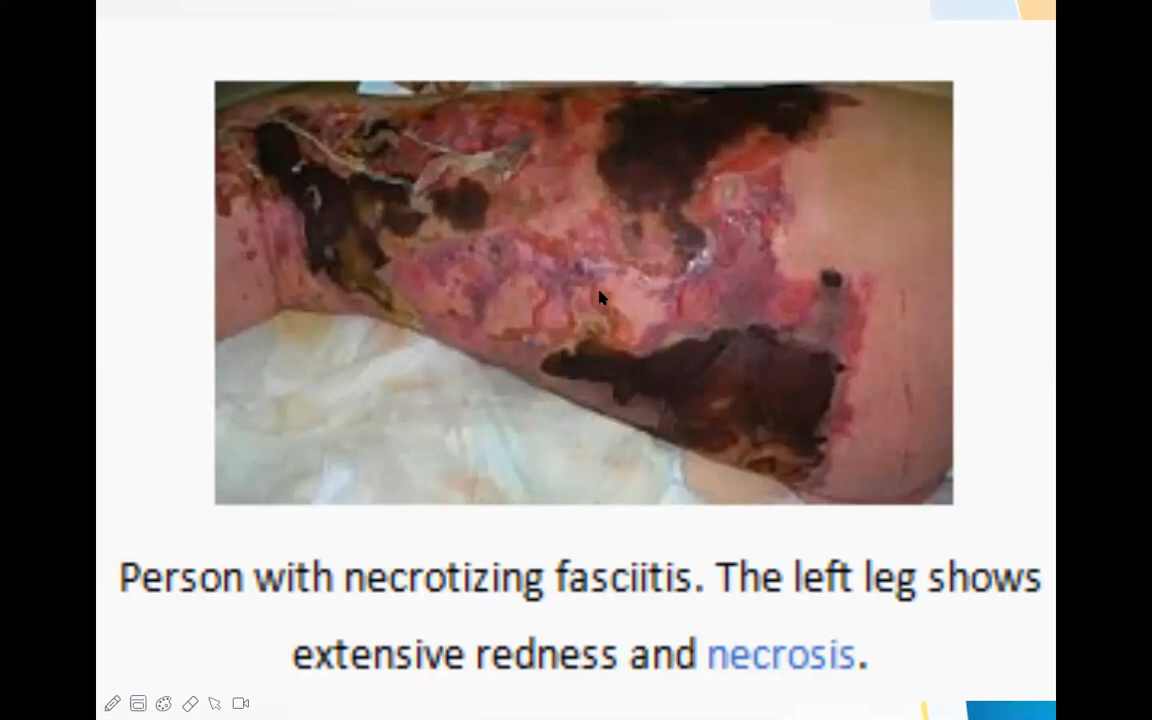 Person with necrotizing fasciitis. The left leg shows
extensive redness and necrosis.